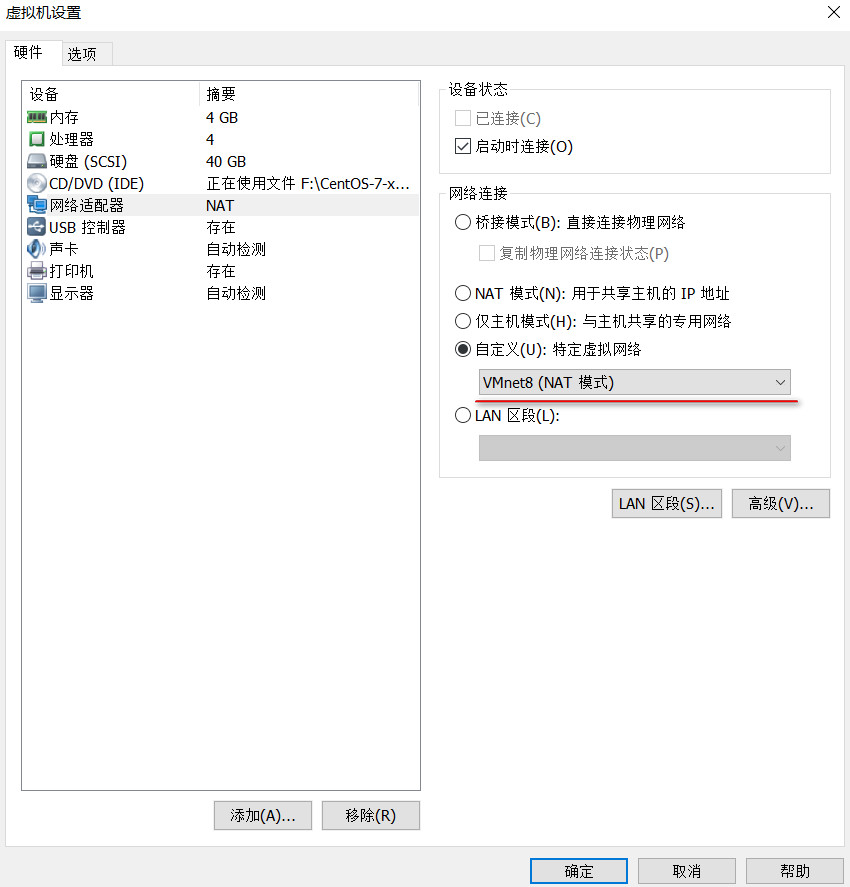 虚拟机设置
硬件 选项
设备 摘要
内存 4 GB
处理器 4
硬盘 (SCSI) 40 GB
CD/DVD (IDE) 正在使用文件 F:\CentOS-7-x...
网络适配器 NAT
USB 控制器 存在
声卡 自动检测
打印机 存在
显示器 自动检测
添加(A)... 移除(R)
设备状态
已连接(C)
启动时连接(O)
网络连接
桥接模式(B): 直接连接物理网络
复制物理网络连接状态(P)
NAT 模式(N): 用于共享主机的 IP 地址
仅主机模式(H): 与主机共享的专用网络
自定义(U): 特定虚拟网络
VMnet8 (NAT 模式)
LAN 区段(L):
LAN 区段(S)... 高级(V)...
确定 取消 帮助